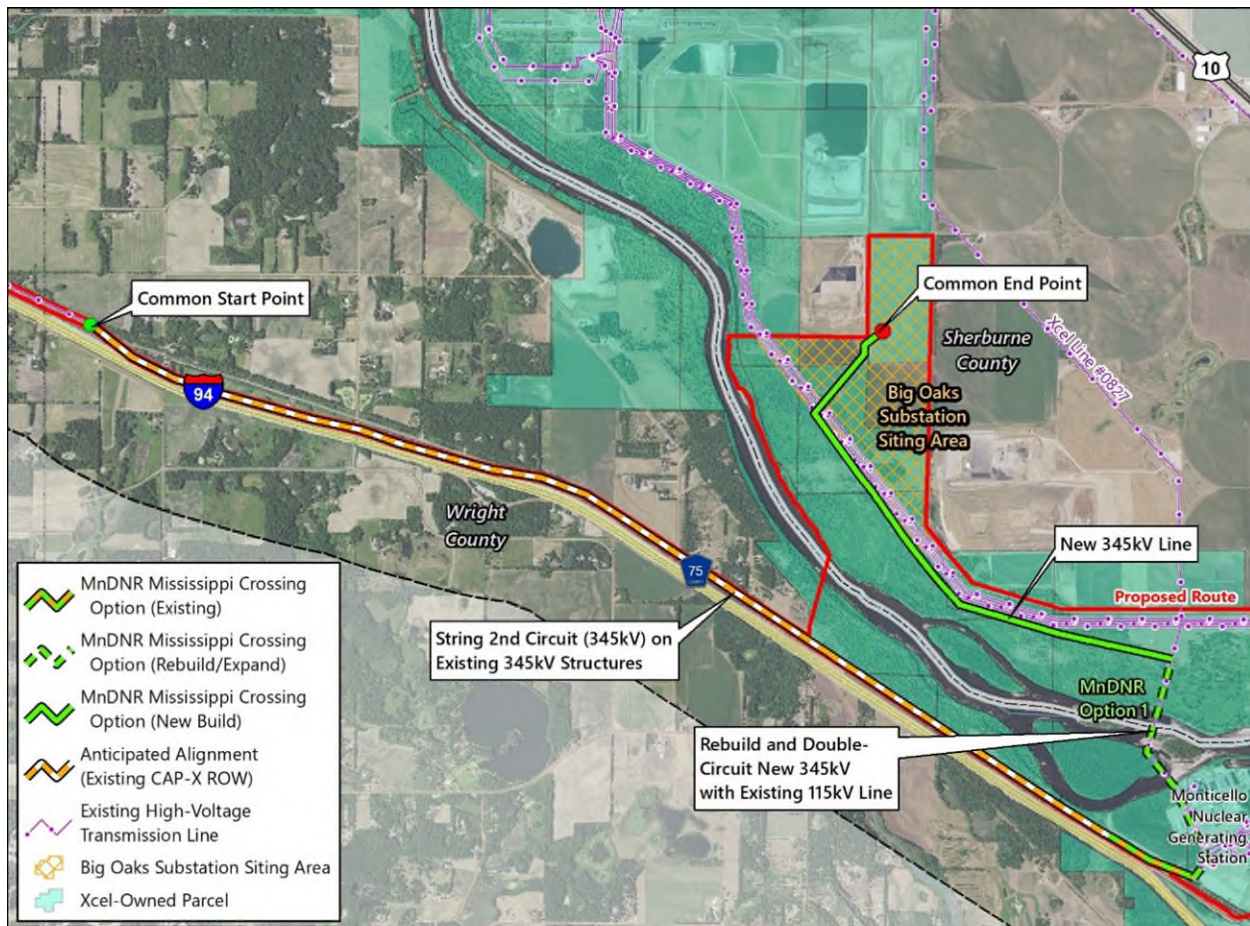 10
Common Start Point
Common End Point
Sherburne
County
Xcel Line #0827
94
Big Oaks
Substation
Siting Area
Wright
County
75
New 345kV Line
Proposed Route
String 2nd Circuit (345kV) on
Existing 345kV Structures
MnDNR
Option 1
Rebuild and Double-
Circuit New 345kV
with Existing 115kV Line
Monticello
Nuclear
Generating
Station
MnDNR Mississippi Crossing
Option (Existing)
MnDNR Mississippi Crossing
Option (Rebuild/Expand)
MnDNR Mississippi Crossing
Option (New Build)
Anticipated Alignment
(Existing CAP-X ROW)
Existing High-Voltage
Transmission Line
Big Oaks Substation Siting Area
Xcel-Owned Parcel